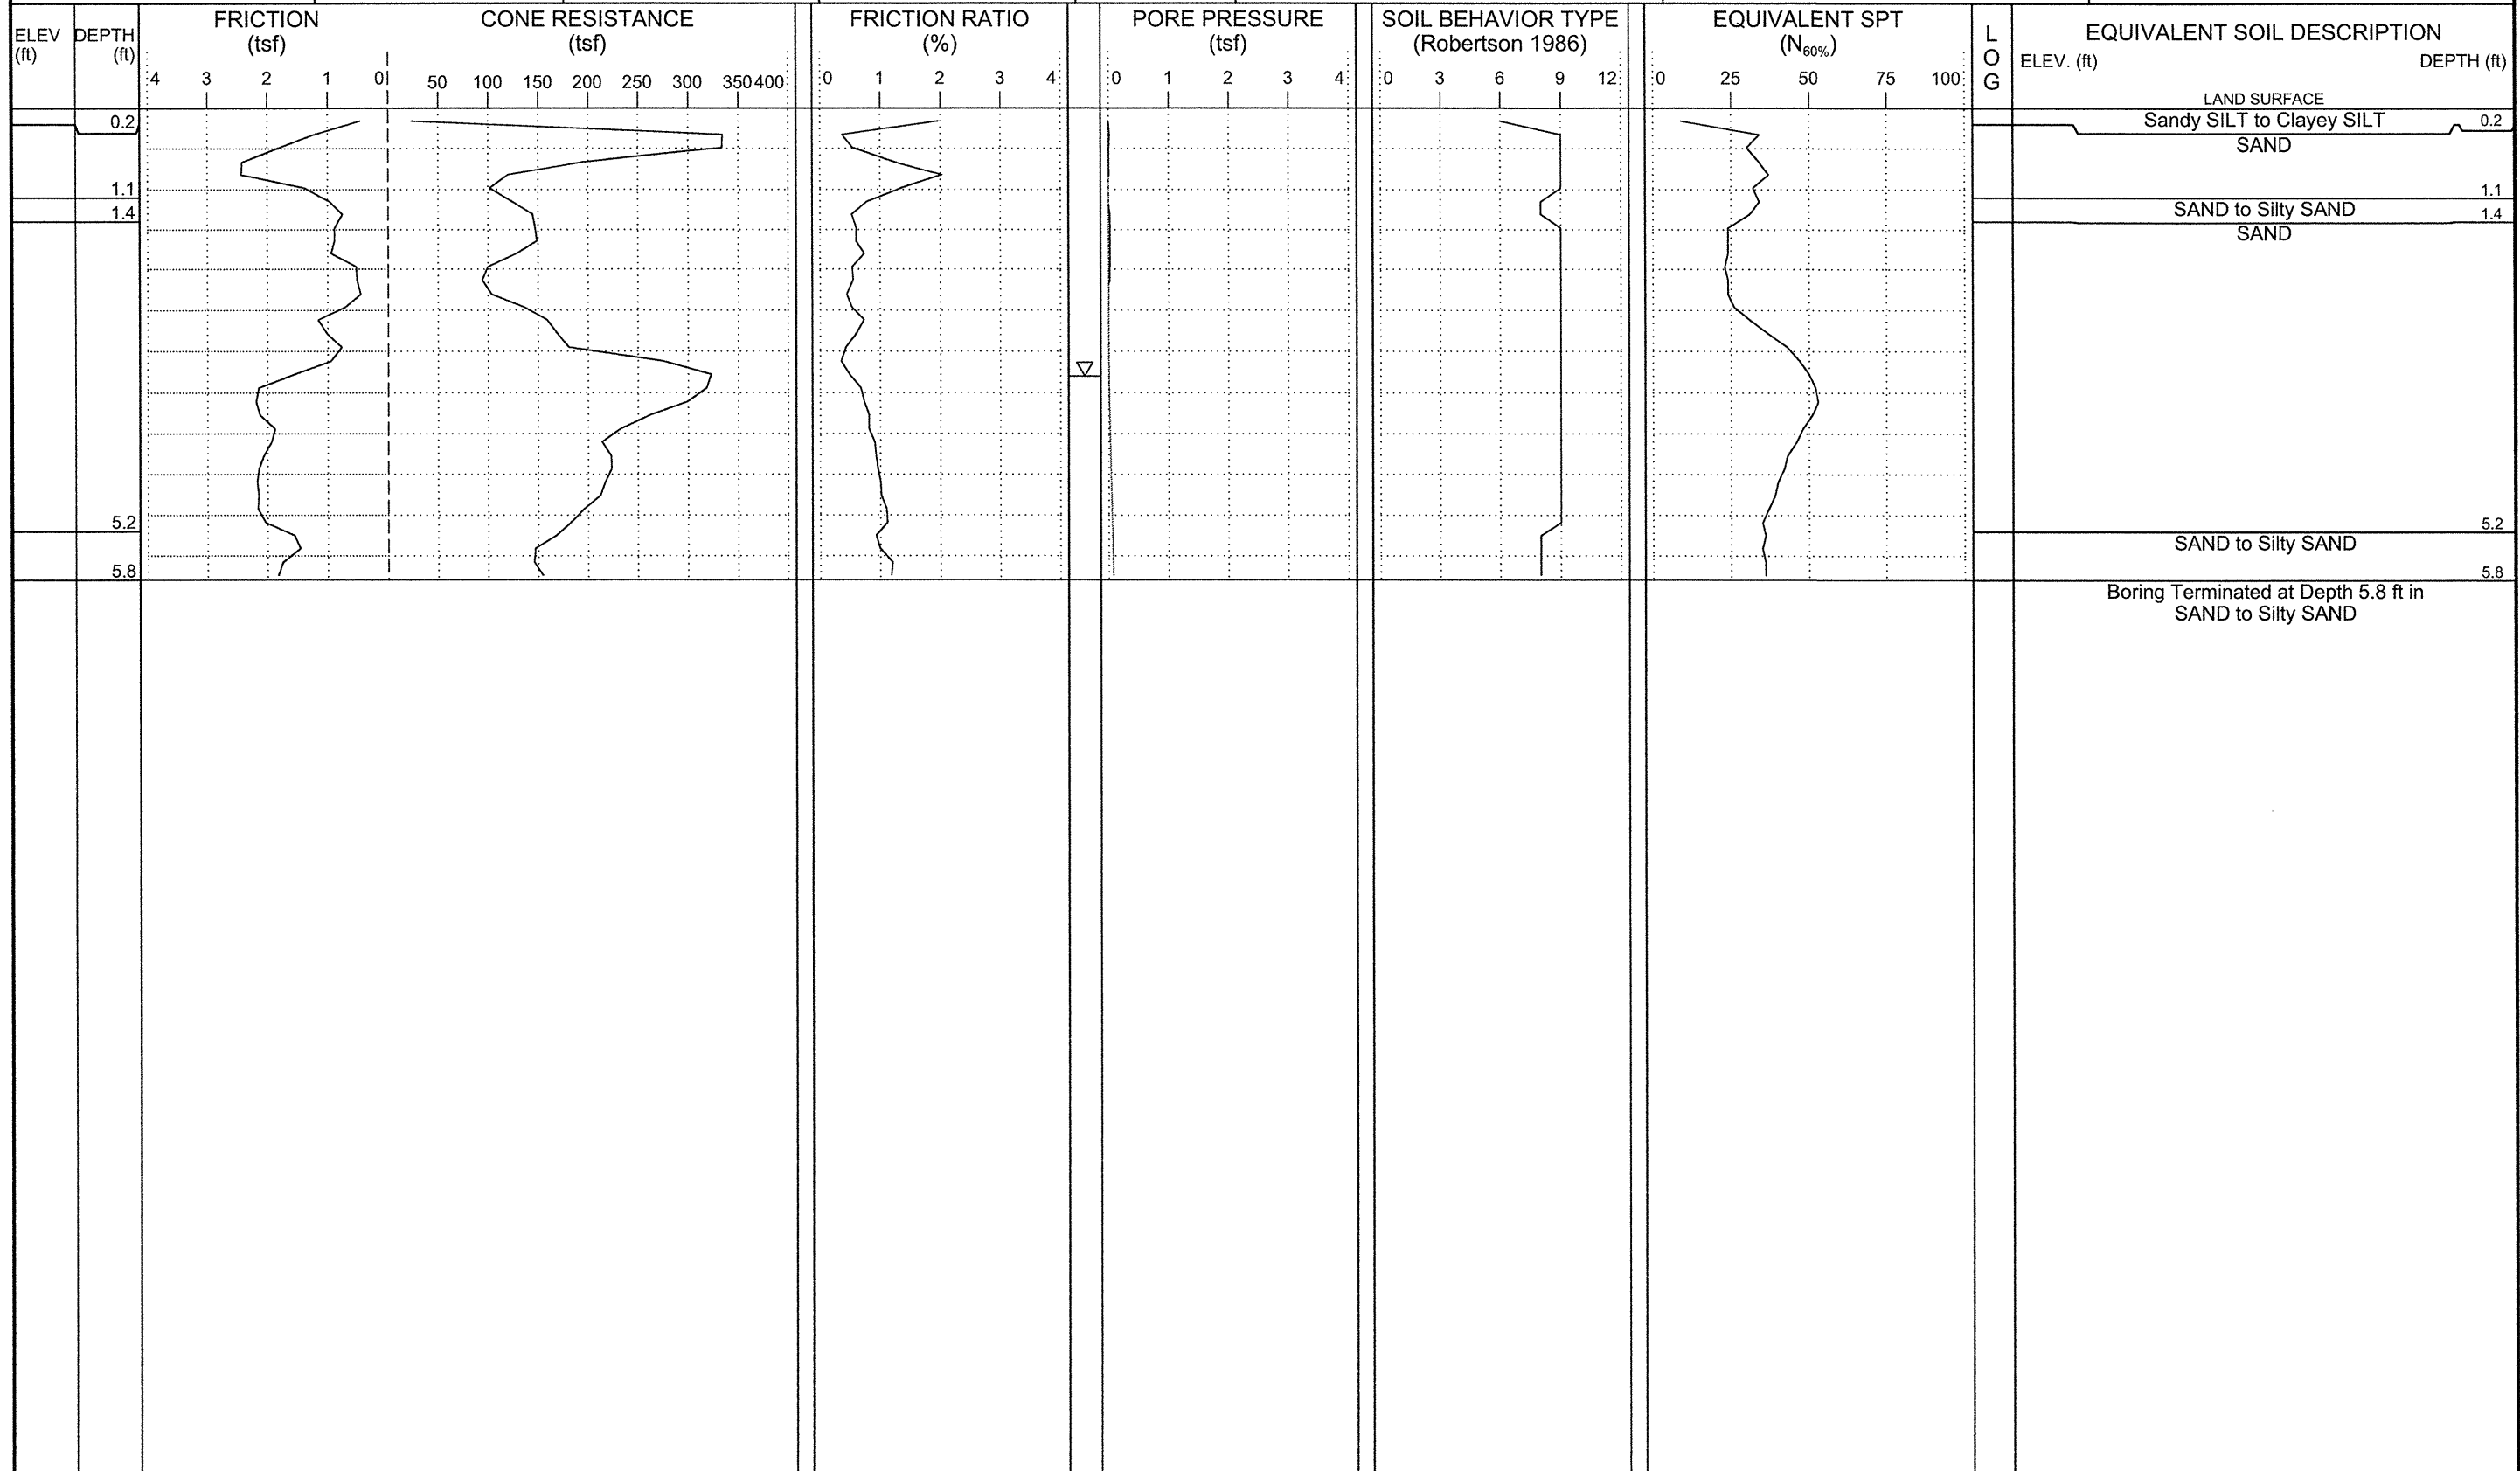 ELEV
(ft)
DEPTH
(ft)
FRICTION
(tsf)
4 3 2 1 0
CONE RESISTANCE
(tsf)
50 100 150 200 250 300 350 400
FRICTION RATIO
(%)
0 1 2 3 4
PORE PRESSURE
(tsf)
0 1 2 3 4
SOIL BEHAVIOR TYPE
(Robertson 1986)
0 3 6 9 12
EQUIVALENT SPT
(N60%)
0 25 50 75 100
L
O
G
EQUIVALENT SOIL DESCRIPTION
ELEV. (ft) DEPTH (ft)
LAND SURFACE
0.2
Sandy SILT to Clayey SILT 0.2
SAND
1.1
1.1
1.4
SAND to Silty SAND 1.4
SAND
5.2
5.2
SAND to Silty SAND
5.8
5.8
Boring Terminated at Depth 5.8 ft in
SAND to Silty SAND